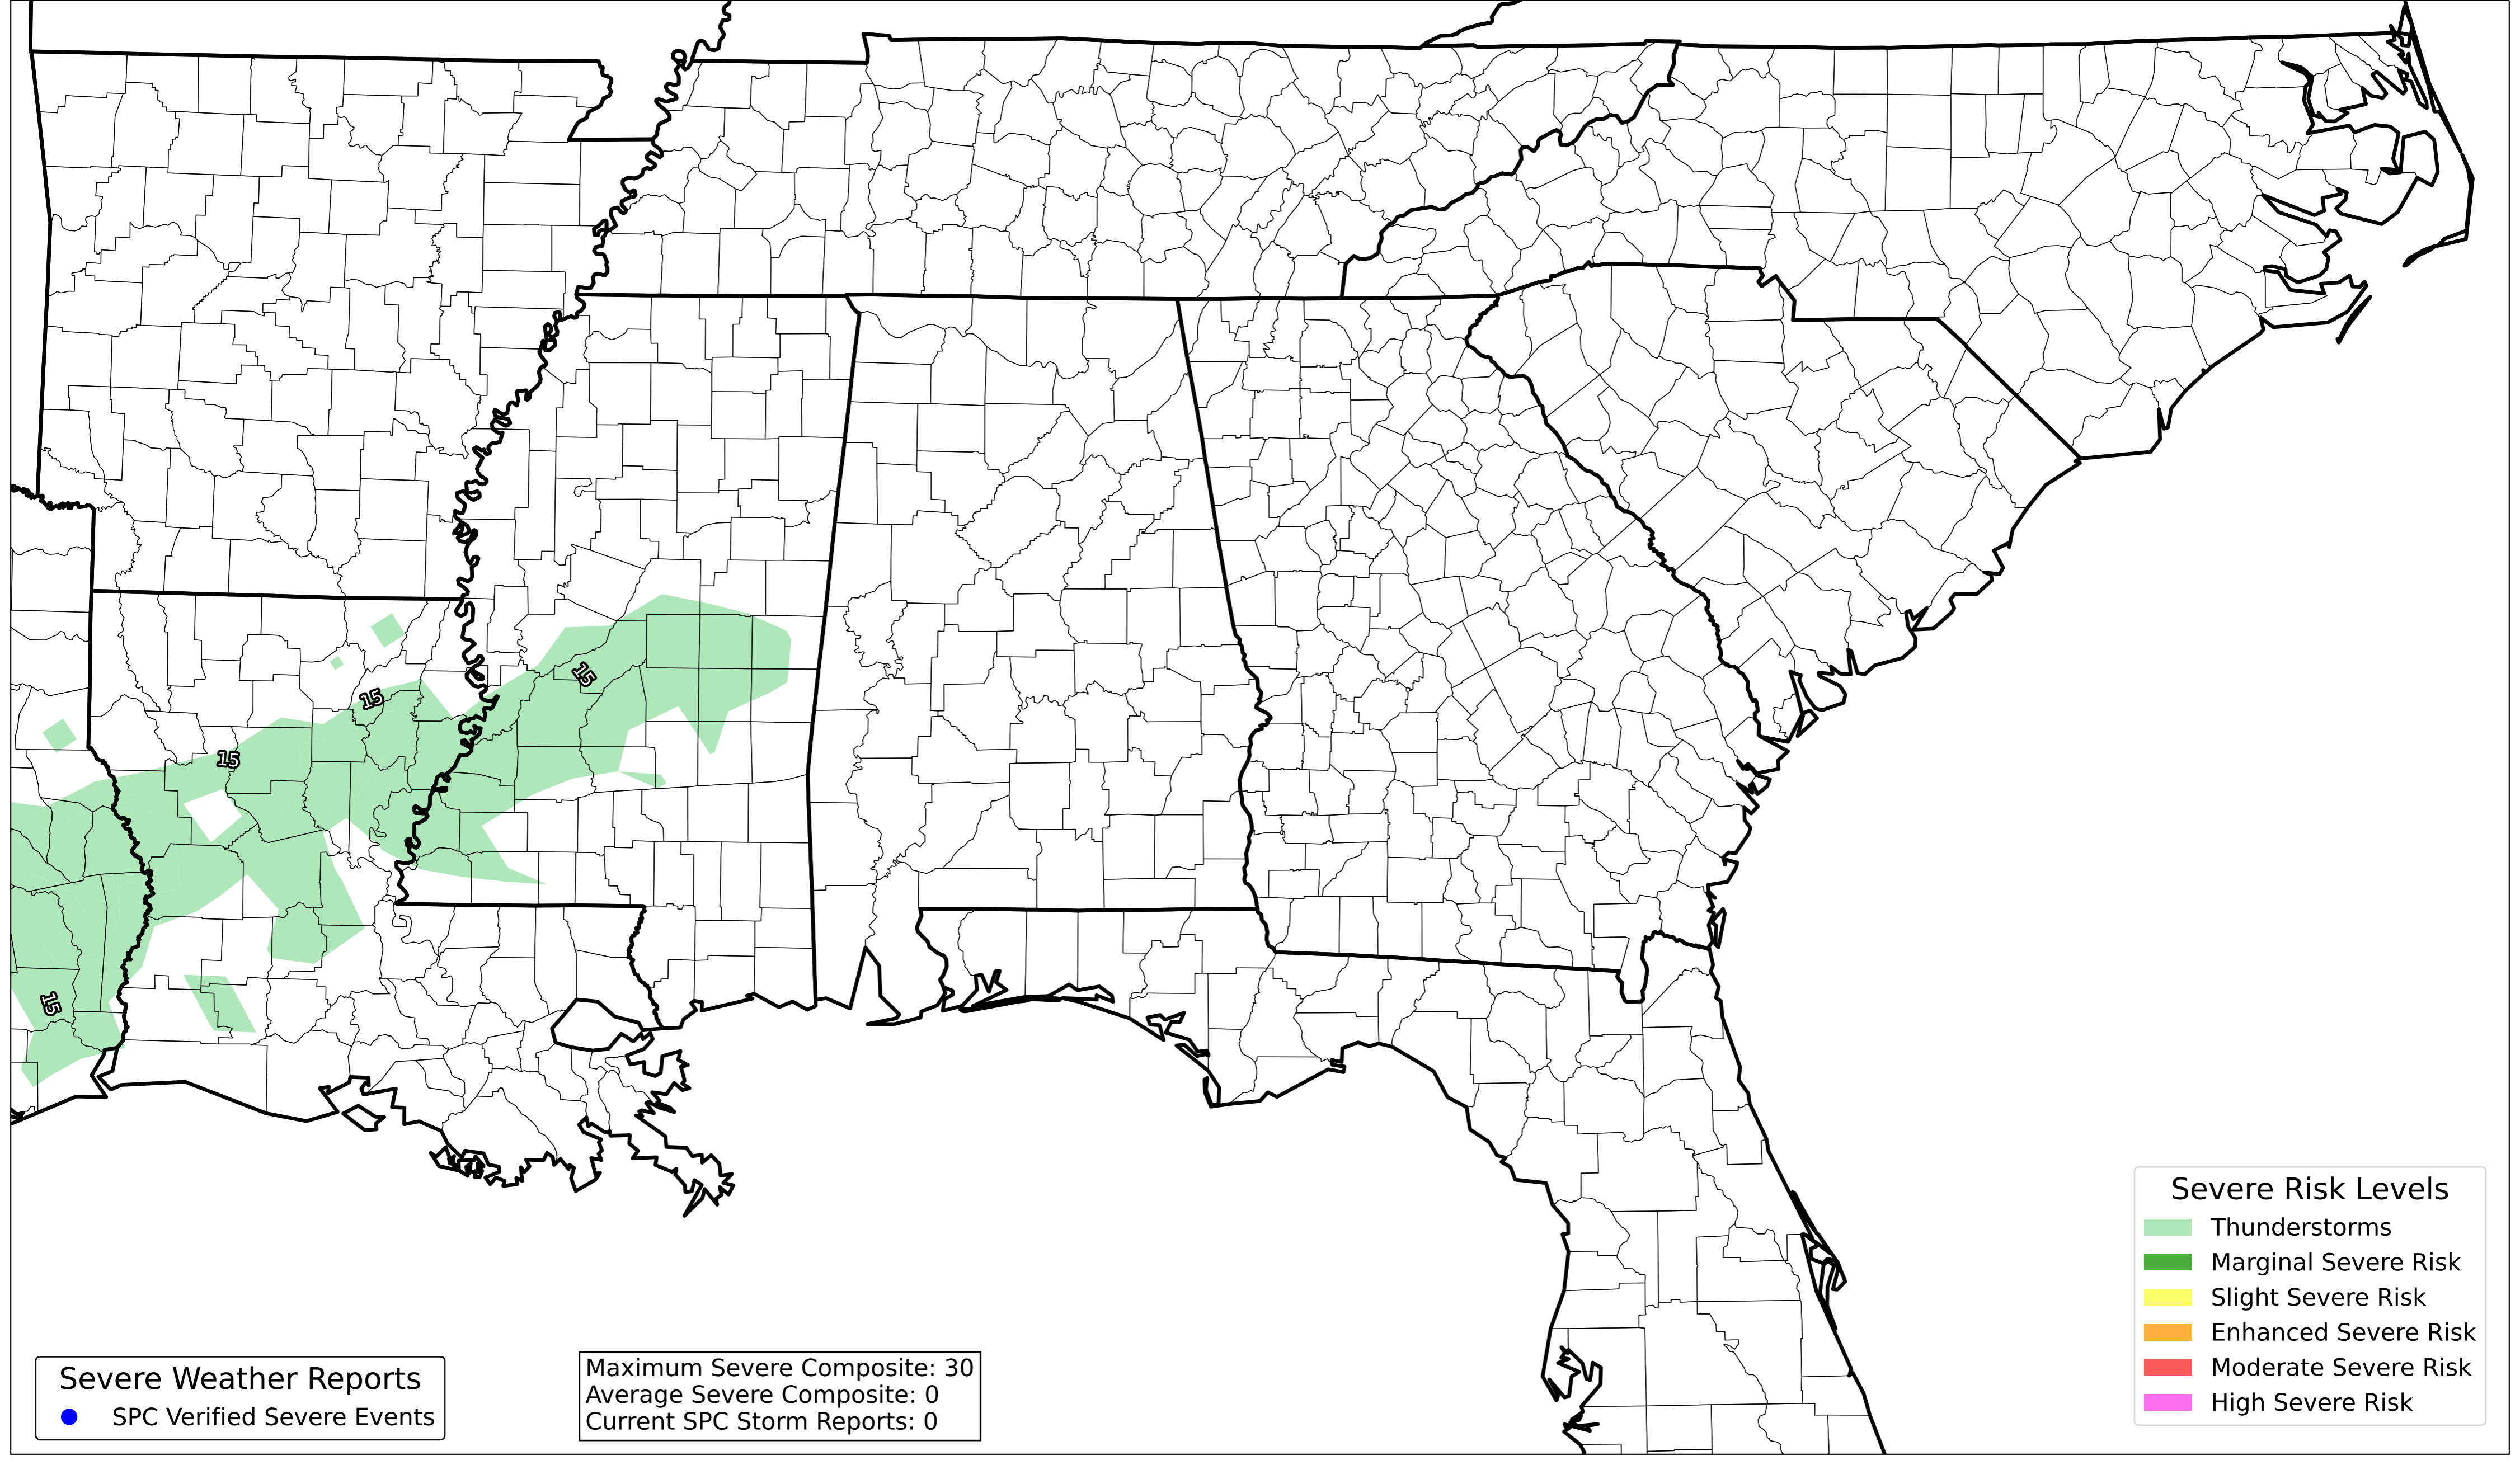 15
15
15
15
Severe Risk Levels
Thunderstorms
Marginal Severe Risk
Slight Severe Risk
Enhanced Severe Risk
Moderate Severe Risk
High Severe Risk
Severe Weather Reports
SPC Verified Severe Events
Maximum Severe Composite: 30
Average Severe Composite: 0
Current SPC Storm Reports: 0